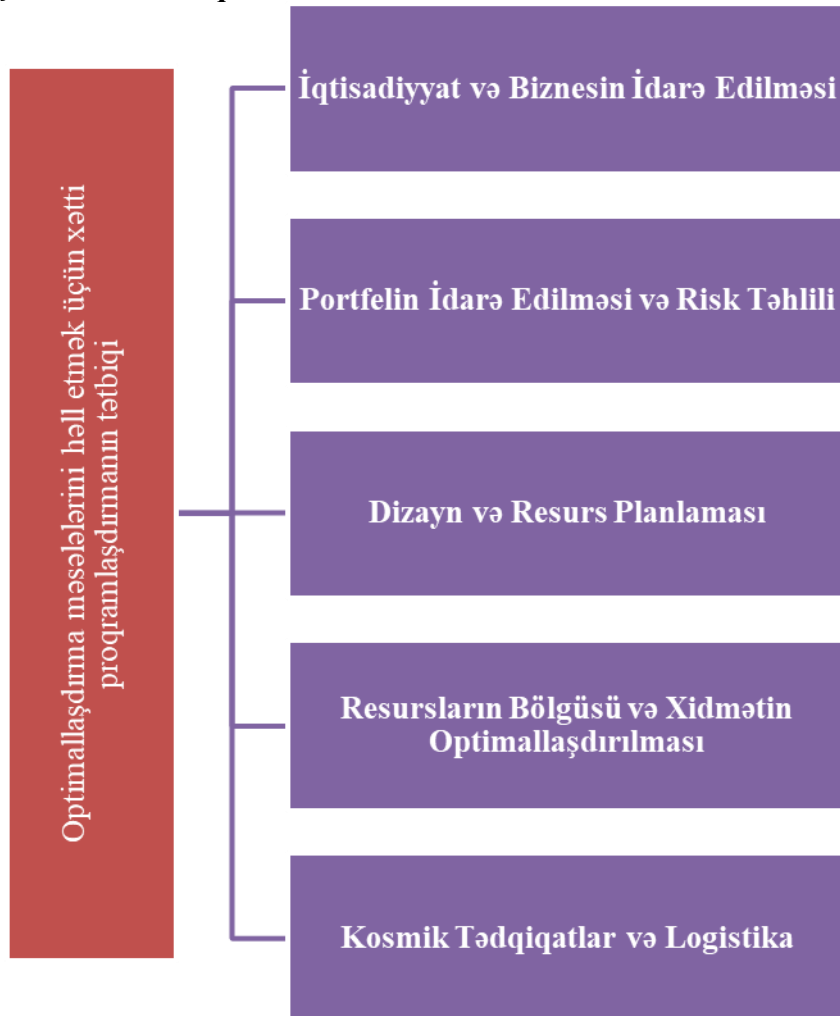 Optimallaşdırma məsələlərini həll etmək üçün xətti
proqramlaşdırmanın tətbiqi
İqtisadiyyat və Biznesin İdarə Edilməsi
Portfelin İdarə Edilməsi və Risk Təhlili
Dizayn və Resurs Planlaması
Resursların Bölgüsü və Xidmətin
Optimallaşdırılması
Kosmik Tədqiqatlar və Logistika